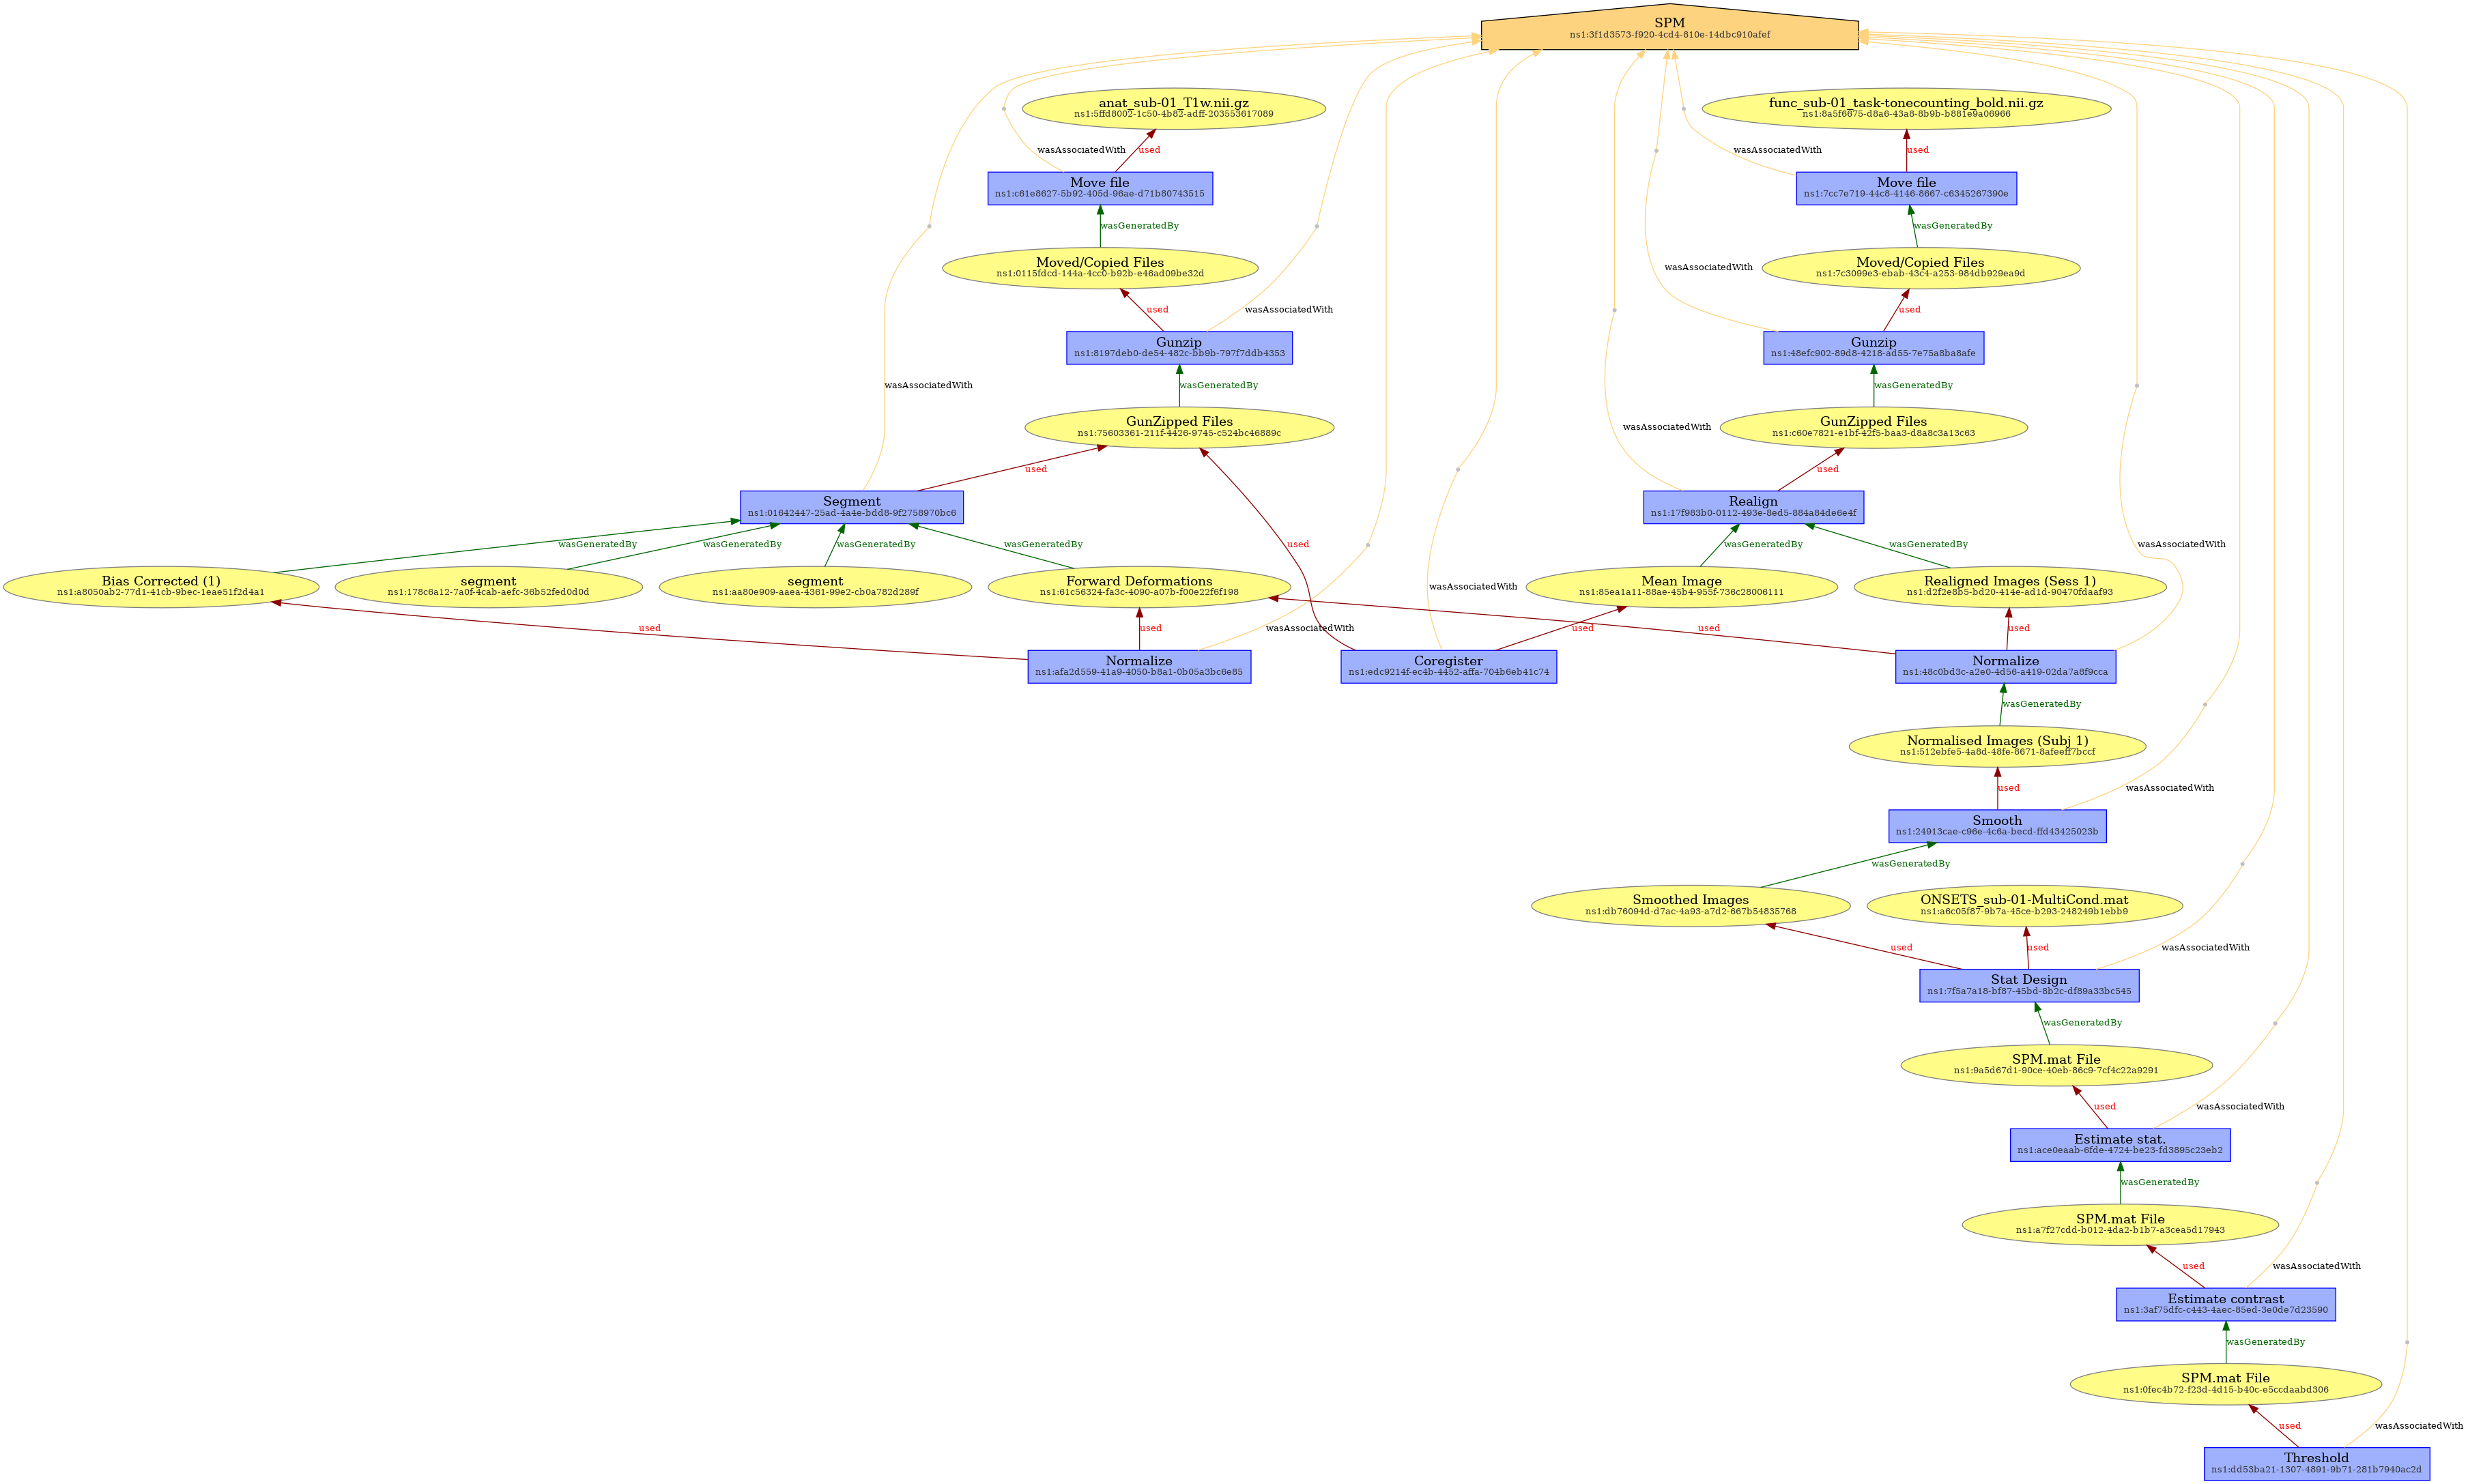 SPM
ns1:3f1d3573-f920-4cd4-810e-14dbc910afef
anat_sub-01_T1w.nii.gz
ns1:5ffd8002-1c50-4b82-adff-203553617089
func_sub-01_task-tonecounting_bold.nii.gz
ns1:8a5f6675-d8a6-43a8-8b9b-b881e9a06966
wasAssociatedWith
used
wasAssociatedWith
used
Move file
ns1:c61e8627-5b92-405d-96ae-d71b80743515
Move file
ns1:7cc7e719-44c8-4146-8667-c6345267390e
wasGeneratedBy
wasGeneratedBy
Moved/Copied Files
ns1:0115fdcd-144a-4cc0-b92b-e46ad09be32d
Moved/Copied Files
ns1:7c3099e3-ebab-43c4-a253-984db929ea9d
wasAssociatedWith
used
wasAssociatedWith
used
Gunzip
ns1:8197deb0-de54-482c-bb9b-797f7ddb4353
Gunzip
ns1:48efc902-89d8-4218-ad55-7e75a8ba8afe
wasAssociatedWith
wasGeneratedBy
wasGeneratedBy
GunZipped Files
ns1:75603361-211f-4426-9745-c524bc46889c
GunZipped Files
ns1:c60e7821-e1bf-42f5-baa3-d8a8c3a13c63
wasAssociatedWith
used
used
Segment
ns1:01642447-25ad-4a4e-bdd8-9f2758970bc6
Realign
ns1:17f983b0-0112-493e-8ed5-884a84de6e4f
wasGeneratedBy
wasGeneratedBy
wasGeneratedBy
wasGeneratedBy
used
wasGeneratedBy
wasGeneratedBy
wasAssociatedWith
Bias Corrected (1)
ns1:a8050ab2-77d1-41cb-9bec-1eae51f2d4a1
segment
ns1:178c6a12-7a0f-4cab-aefc-36b52fed0d0d
segment
ns1:aa80e909-aaea-4361-99e2-cb0a782d289f
Forward Deformations
ns1:61c56324-fa3c-4090-a07b-f00e22f6f198
wasAssociatedWith
Mean Image
ns1:85ea1a11-88ae-45b4-955f-736c28006111
Realigned Images (Sess 1)
ns1:d2f2e8b5-bd20-414e-ad1d-90470fdaaf93
used
used
wasAssociatedWith
used
used
used
Normalize
ns1:afa2d559-41a9-4050-b8a1-0b05a3bc6e85
Coregister
ns1:edc9214f-ec4b-4452-affa-704b6eb41c74
Normalize
ns1:48c0bd3c-a2e0-4d56-a419-02da7a8f9cca
wasGeneratedBy
Normalised Images (Subj 1)
ns1:512ebfe5-4a8d-48fe-8671-8afeeff7bccf
used
wasAssociatedWith
Smooth
ns1:24913cae-c96e-4c6a-becd-ffd43425023b
wasGeneratedBy
Smoothed Images
ns1:db76094d-d7ac-4a93-a7d2-667b54835768
ONSETS_sub-01-MultiCond.mat
ns1:a6c05f87-9b7a-45ce-b293-248249b1ebb9
used
used
wasAssociatedWith
Stat Design
ns1:7f5a7a18-bf87-45bd-8b2c-df89a33bc545
wasGeneratedBy
SPM.mat File
ns1:9a5d67d1-90ce-40eb-86c9-7cf4c22a9291
used
wasAssociatedWith
Estimate stat.
ns1:ace0eaab-6fde-4724-be23-fd3895c23eb2
wasGeneratedBy
SPM.mat File
ns1:a7f27cdd-b012-4da2-b1b7-a3cea5d17943
used
wasAssociatedWith
Estimate contrast
ns1:3af75dfc-c443-4aec-85ed-3e0de7d23590
wasGeneratedBy
SPM.mat File
ns1:0fec4b72-f23d-4d15-b40c-e5ccdaabd306
used
wasAssociatedWith
Threshold
ns1:dd53ba21-1307-4891-9b71-281b7940ac2d